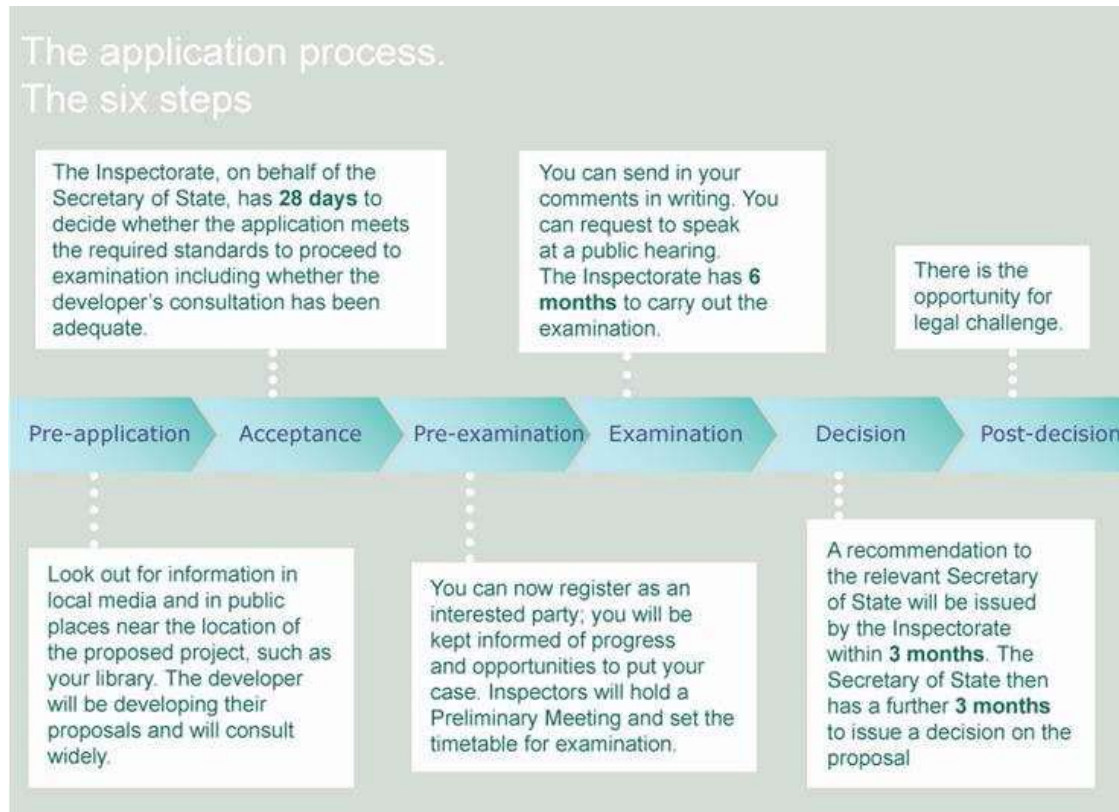 The application process.
The six steps
The Inspectorate, on behalf of the
Secretary of State, has 28 days to
decide whether the application meets
the required standards to proceed to
examination including whether the
developer's consultation has been
adequate.
You can send in your
comments in writing. You
can request to speak
at a public hearing.
The Inspectorate has 6
months to carry out the
examination.
There is the
opportunity for
legal challenge.
Pre-application
Acceptance
Pre-examination
Examination
Decision
Post-decision
Look out for information in
local media and in public
places near the location of
the proposed project, such as
your library. The developer
will be developing their
proposals and will consult
widely.
You can now register as an
interested party; you will be
kept informed of progress
and opportunities to put your
case. Inspectors will hold a
Preliminary Meeting and set the
timetable for examination.
A recommendation to
the relevant Secretary
of State will be issued
by the Inspectorate
within 3 months. The
Secretary of State then
has a further 3 months
to issue a decision on the
proposal